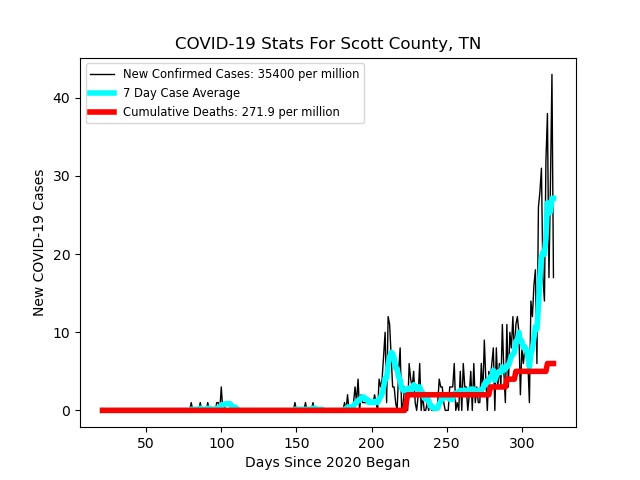 COVID-19 Stats For Scott County, TN
New Confirmed Cases: 35400 per million
7 Day Case Average
Cumulative Deaths: 271.9 per million
New COVID-19 Cases
40
30
20
10
0
50 100 150 200 250 300
Days Since 2020 Began